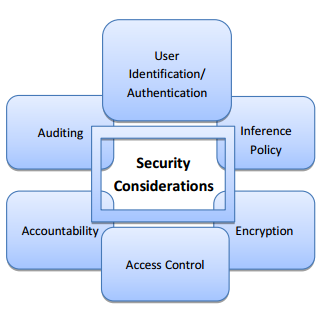 User
Identification/
Authentication
Auditing
Inference
Policy
Security
Considerations
Accountability
Encryption
Access Control